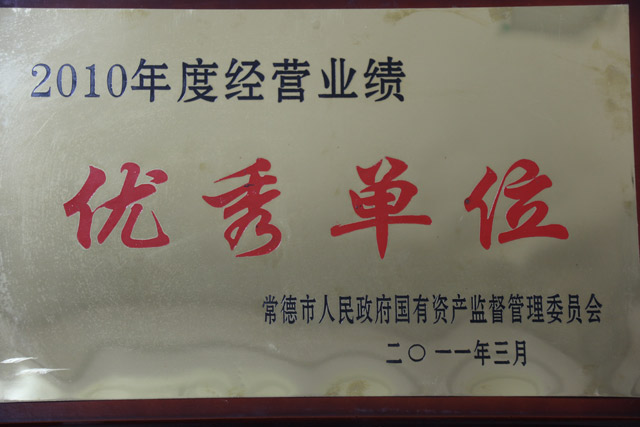 2010年度经营业绩
优秀单位
常德市人民政府国有资产监督管理委员会
二〇一一年三月